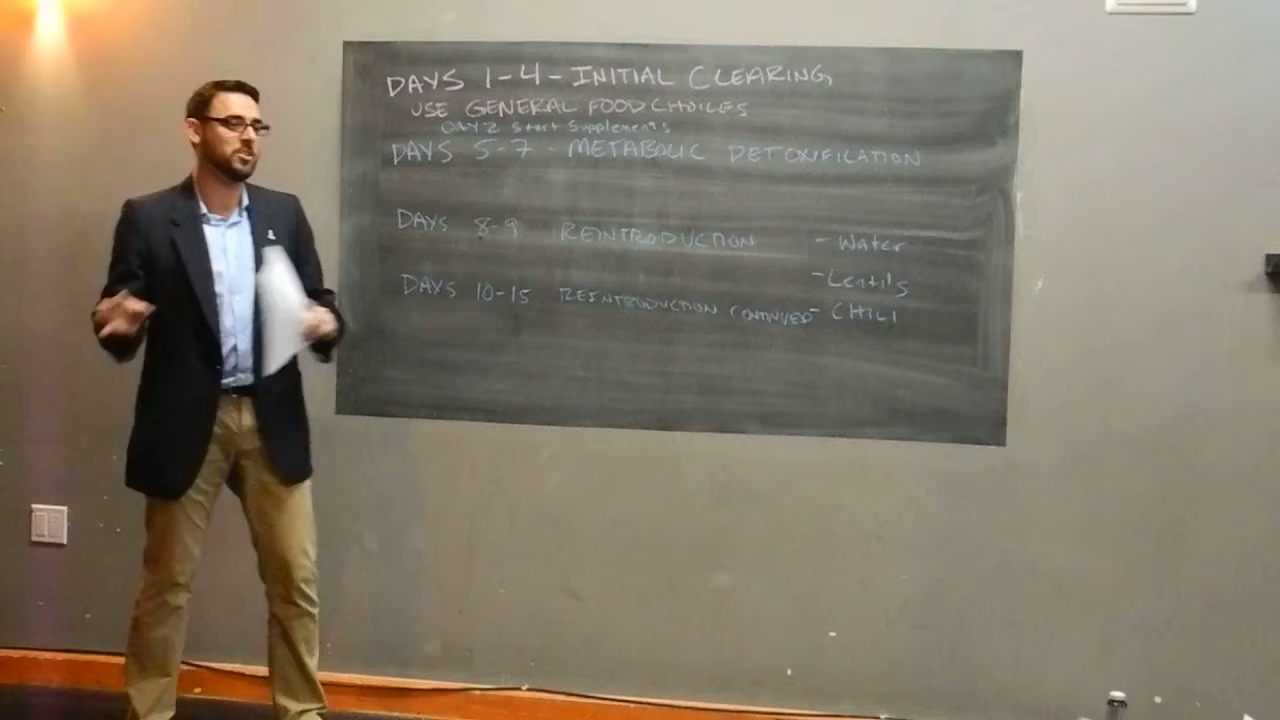 DAYS 1-4 - INITIAL CLEARING,
USE GENERAL FOOD CHOICES
DAY 2 Start Supplements
DAYS 5-7 - METABOLIC DETOXIFICATION
DAYS 8-9 REINTRODUCTION
DAYS 10-15 REINTRODUCTION CONTINUED
- Water
- Lentils
- CHILI